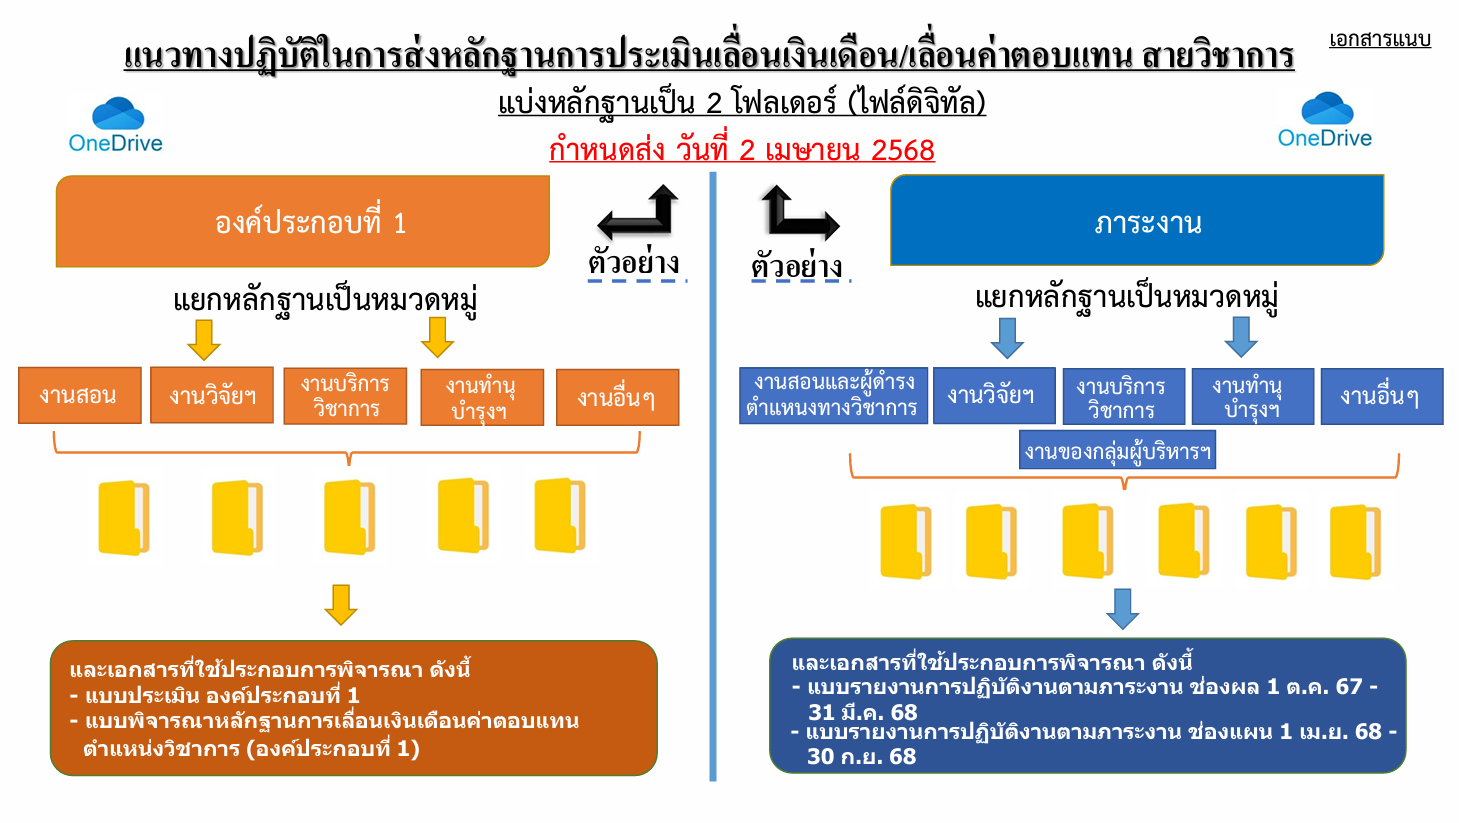 เอกสารแนบ
แนวทางปฏิบัติในการส่งหลักฐานการประเมินเลื่อนเงินเดือน/เลื่อนค่าตอบแทน สายวิชาการ
แบ่งหลักฐานเป็น 2 โฟลเดอร์ (ไฟล์ดิจิทัล)
กำหนดส่ง วันที่ 2 เมษายน 2568
OneDrive
OneDrive
องค์ประกอบที่ 1
ตัวอย่าง
แยกหลักฐานเป็นหมวดหมู่
งานสอน
งานวิจัยฯ
งานบริการ
วิชาการ
งานทำนุ
บำรุงฯ
งานอื่นๆ
และเอกสารที่ใช้ประกอบการพิจารณา ดังนี้
- แบบประเมิน องค์ประกอบที่ 1
- แบบพิจารณาหลักฐานการเลื่อนเงินเดือนค่าตอบแทน
ตำแหน่งวิชาการ (องค์ประกอบที่ 1)
ตัวอย่าง
ภาระงาน
แยกหลักฐานเป็นหมวดหมู่
งานสอนและผู้ดำรง
ตำแหนงทางวิชาการ
งานวิจัยฯ
งานบริการ
วิชาการ
งานทำนุ
บำรุงฯ
งานอื่นๆ
งานของกลุ่มผู้บริหารฯ
และเอกสารที่ใช้ประกอบการพิจารณา ดังนี้
- แบบรายงานการปฏิบัติงานตามภาระงาน ช่องผล 1 ต.ค. 67 -
31 มี.ค. 68
- แบบรายงานการปฏิบัติงานตามภาระงาน ช่องแผน 1 เม.ย. 68 -
30 ก.ย. 68